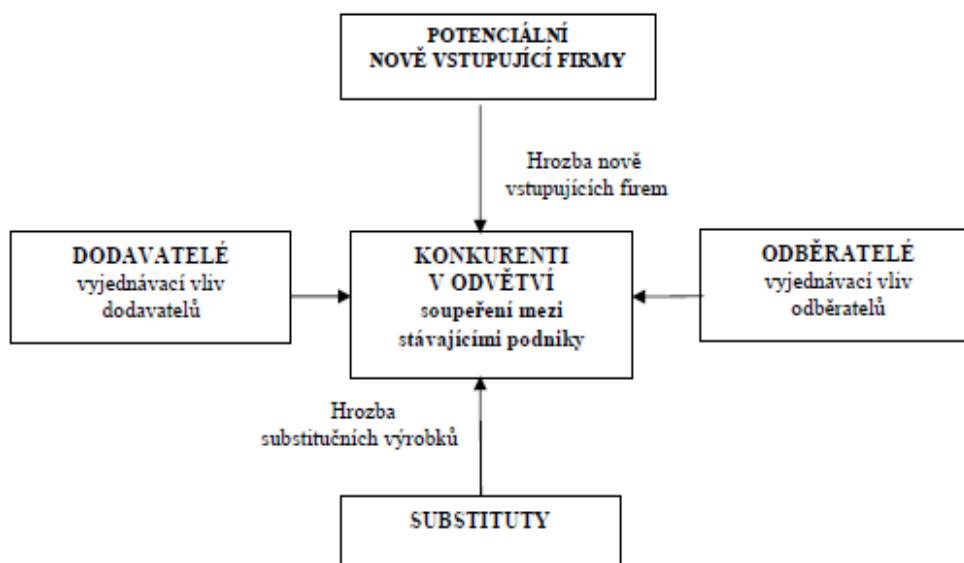 POTENCIÁLNÍ
NOVĚ VSTUPUJÍCÍ FIRMY
Hrozba nově
vstupujících firem
DODAVATELÉ
vyjednávací vliv
dodavatelů
KONKURENTI
V ODVĚTVÍ
soupeření mezi
stávajícími podniky
ODBĚRATELÉ
vyjednávací vliv
odběratelů
Hrozba
substitučních výrobků
SUBSTITUTY